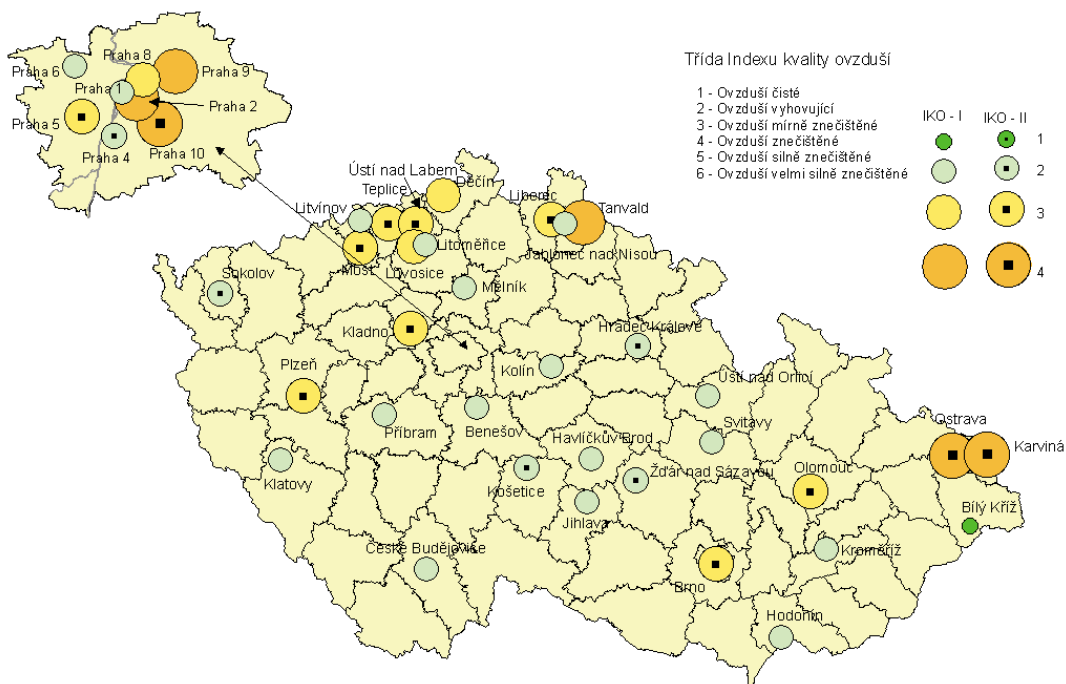 Praha 8
Praha 6
Praha 9
Praha 1
Praha 2
Praha 5
Praha 4
Praha 10
Třída Indexu kvality ovzduší
1 - Ovzduší čisté
2 - Ovzduší vyhovující
3 - Ovzduší mírně znečištěné
4 - Ovzduší znečištěné
5 - Ovzduší silně znečištěné
6 - Ovzduší velmi silně znečištěné
IKO - I
IKO - II
1
2
3
4
Ústí nad Labem
Teplice
Děčín
Liberec
Litvínov
Tanvald
Litoměřice
Jablonec nad Nisou
Most
Lovosice
Sokolov
Mělník
Kladno
Hradec Králové
Plzeň
Kolín
Ústí nad Orlicí
Příbram
Benešov
Svitavy
Havlíčkův Brod
Ostrava
Karviná
Klatovy
Košetice
Žďár nad Sázavou
Olomouc
Jihlava
Bílý Kříž
České Budějovice
Kroměříž
Brno
Hodonín